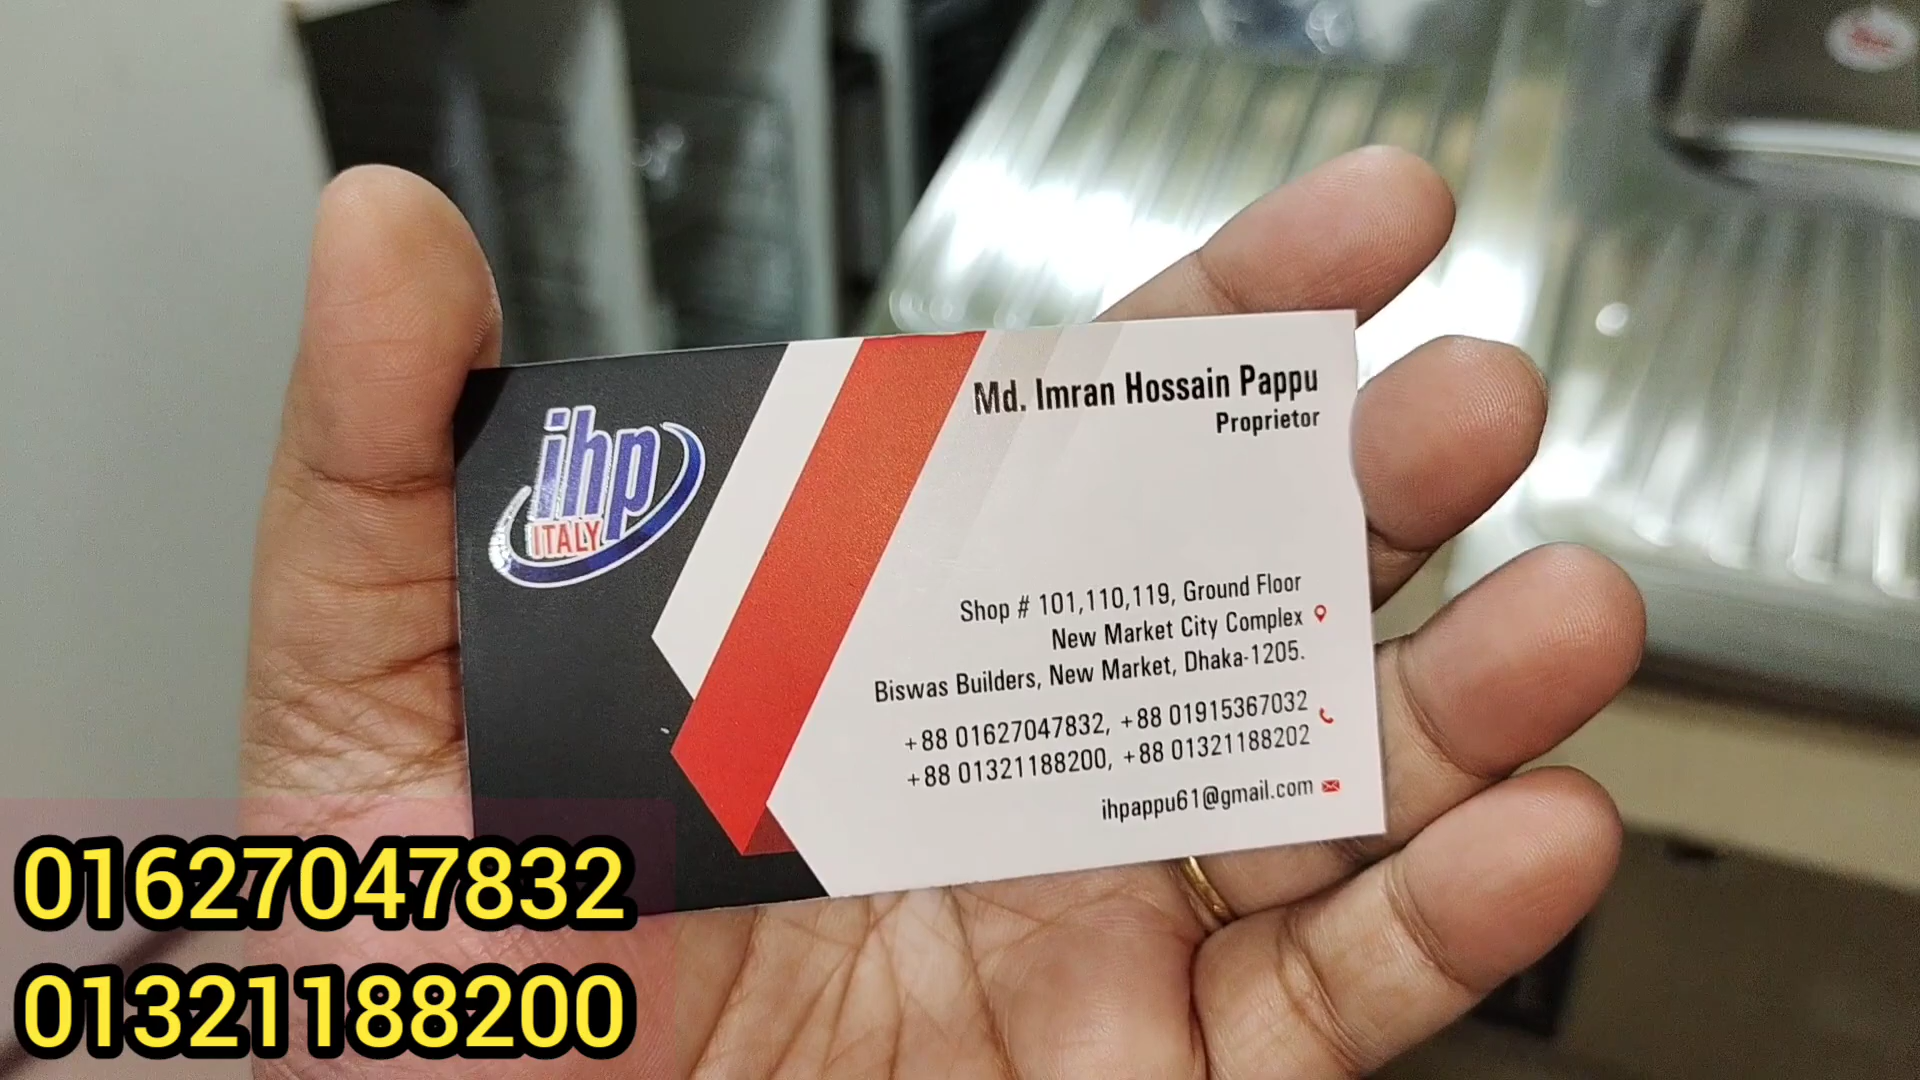 ihp
ITALY
Md. Imran Hossain Pappu
Proprietor
Shop # 101,110,119, Ground Floor
New Market City Complex
Biswas Builders, New Market, Dhaka-1205.
+88 01627047832, +88 01915367032
+88 01321188200, +88 01321188202
ihpappu61@gmail.com
01627047832
01321188200